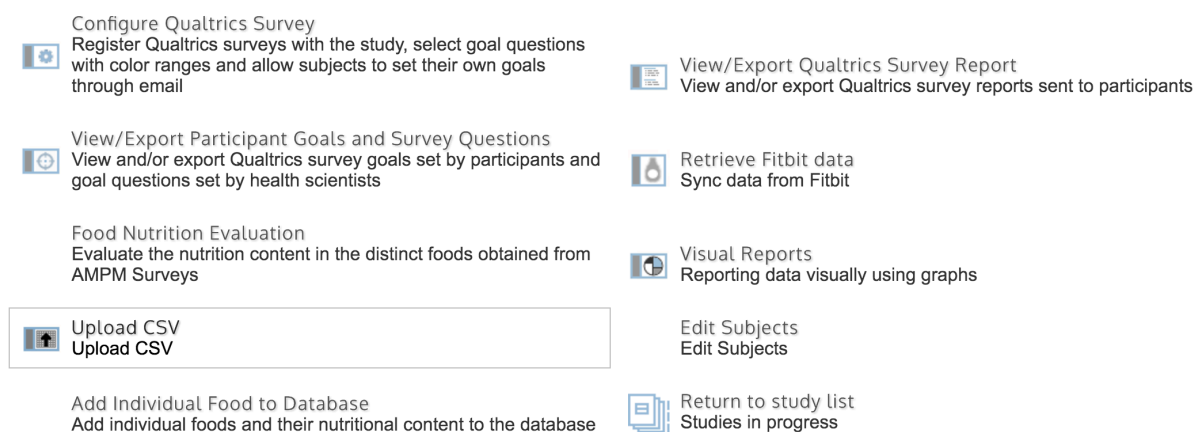 Configure Qualtrics Survey
Register Qualtrics surveys with the study, select goal questions
with color ranges and allow subjects to set their own goals
through email
View/Export Qualtrics Survey Report
View and/or export Qualtrics survey reports sent to participants
View/Export Participant Goals and Survey Questions
View and/or export Qualtrics survey goals set by participants and
goal questions set by health scientists
Retrieve Fitbit data
Sync data from Fitbit
Food Nutrition Evaluation
Evaluate the nutrition content in the distinct foods obtained from
AMPM Surveys
Visual Reports
Reporting data visually using graphs
Upload CSV
Upload CSV
Edit Subjects
Edit Subjects
Add Individual Food to Database
Add individual foods and their nutritional content to the database
Return to study list
Studies in progress